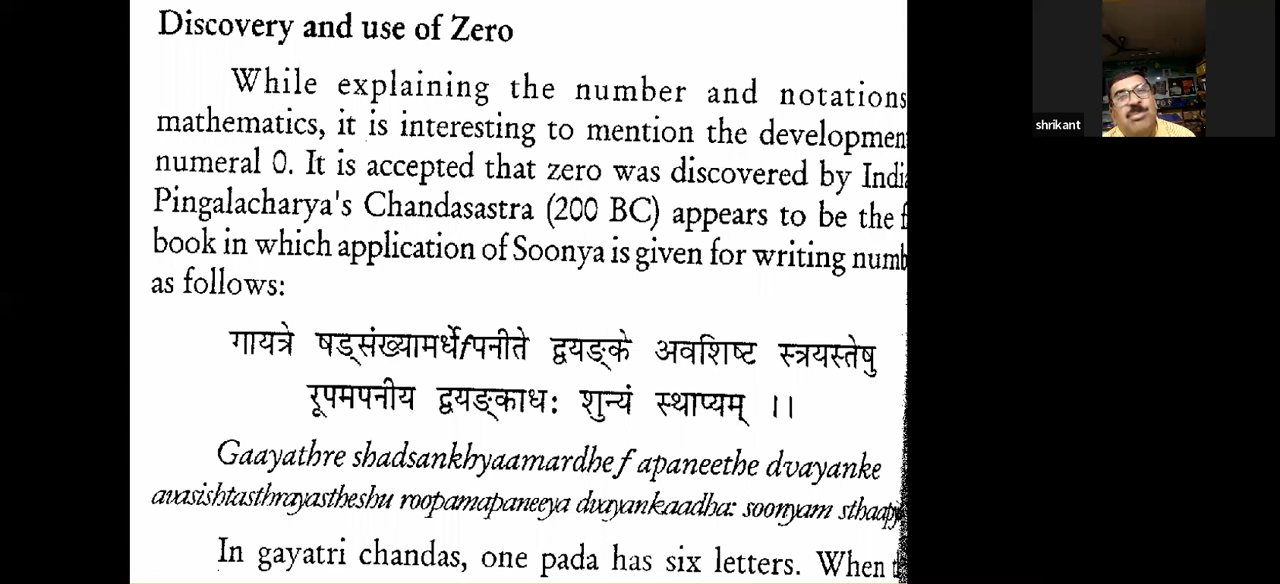 Discovery and use of Zero
While explaining the number and notations
mathematics, it is interesting to mention the developmen
numeral 0. It is accepted that zero was discovered by Indi
Pingalacharya's Chandasastra (200 BC) appears to be the f
book in which application of Soonya is given for writing numb
as follows:
गायत्रे षड्संख्यामर्धेऽपनीते द्वयङ्के अवशिष्ट स्त्रयस्तेषु
रूपमपनीय द्वयङ्काधः शुन्यं स्थाप्यम् ।।
Gaayathre shadsankhyaamardhe f apaneethe dvayanke
avasishtasthrayastheshu roopamapaneeya dvayankaadha: soonyam sthaapy
In gayatri chandas, one pada has six letters. When t
shrikant